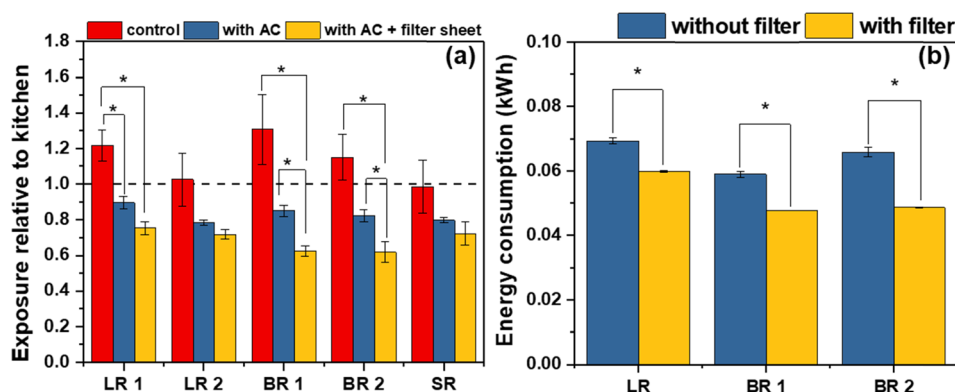 control with AC with AC + filter sheet
(a)
Exposure relative to kitchen
1.8
1.6
1.4
1.2
1.0
0.8
0.6
0.4
0.2
0.0
* * * * * *
LR 1 LR 2 BR 1 BR 2 SR
without filter with filter
(b)
Energy consumption (kWh)
0.10
0.08
0.06
0.04
0.02
0.00
* * *
LR BR 1 BR 2